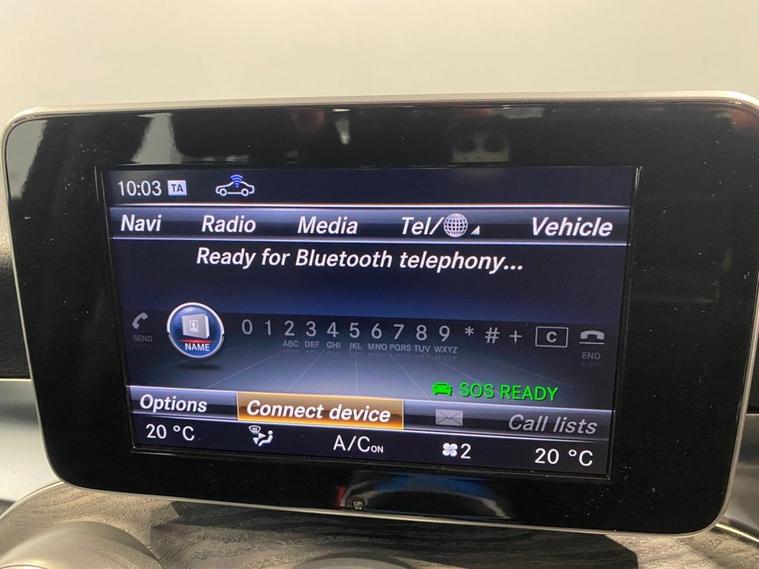 10:03 TA
Navi Radio Media Tel/ Vehicle
Ready for Bluetooth telephony...
SEND NAME 0 1 2 3 4 5 6 7 8 9 * # + C END
ABC DEF GHI JKL MNO PQRS TUV WXYZ
SOS READY
Options Connect device Call lists
20 °C A/C ON 2 20 °C